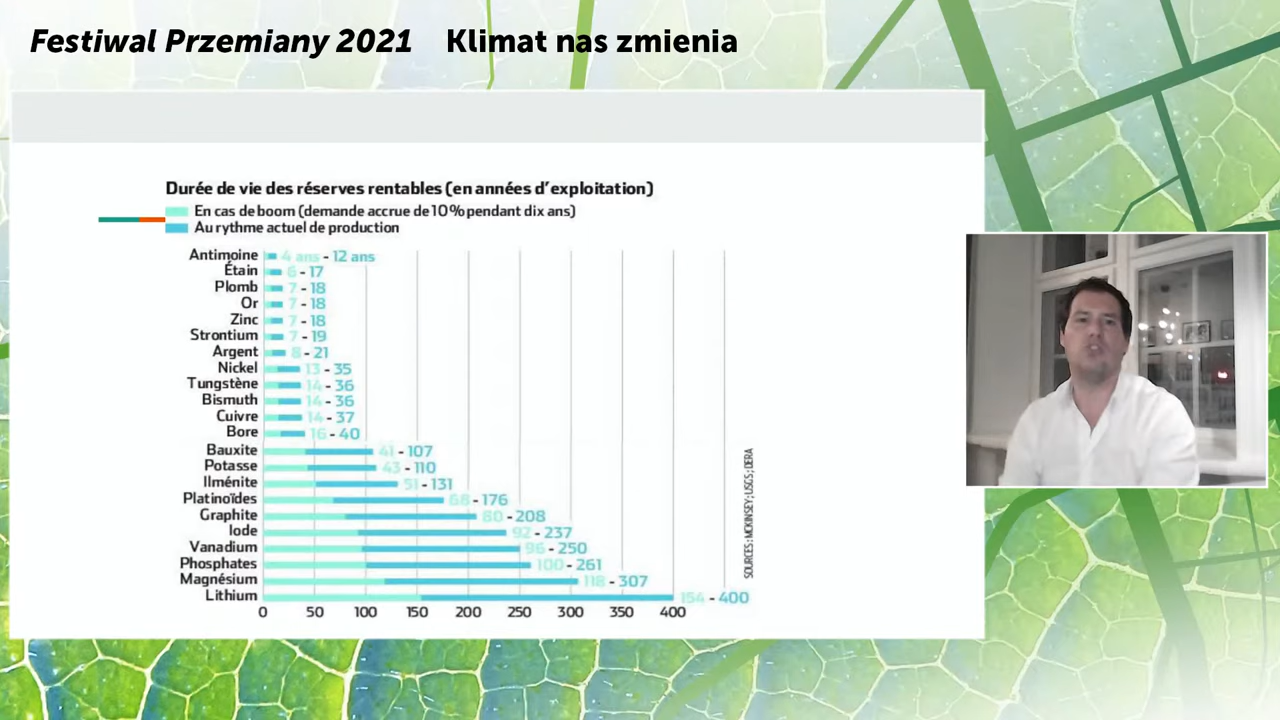 Festiwal Przemiany 2021 Klimat nas zmienia
Durée de vie des réserves rentables (en années d'exploitation)
En cas de boom (demande accrue de 10% pendant dix ans)
Au rythme actuel de production
Antimoine 4 ans - 12 ans
Étain 6 - 17
Plomb 7 - 18
Or 7 - 18
Zinc 7 - 18
Strontium 7 - 19
Argent 8 - 21
Nickel 13 - 35
Tungstène 14 - 36
Bismuth 14 - 36
Cuivre 14 - 37
Bore 16 - 40
Bauxite 41 - 107
Potasse 43 - 110
Ilménite 51 - 131
Platinoïdes 68 - 176
Graphite 80 - 208
Iode 92 - 237
Vanadium 96 - 250
Phosphates 100 - 261
Magnésium 118 - 307
Lithium 154 - 400
0 50 100 150 200 250 300 350 400
SOURCES : MCKINSEY ; USGS ; DERA